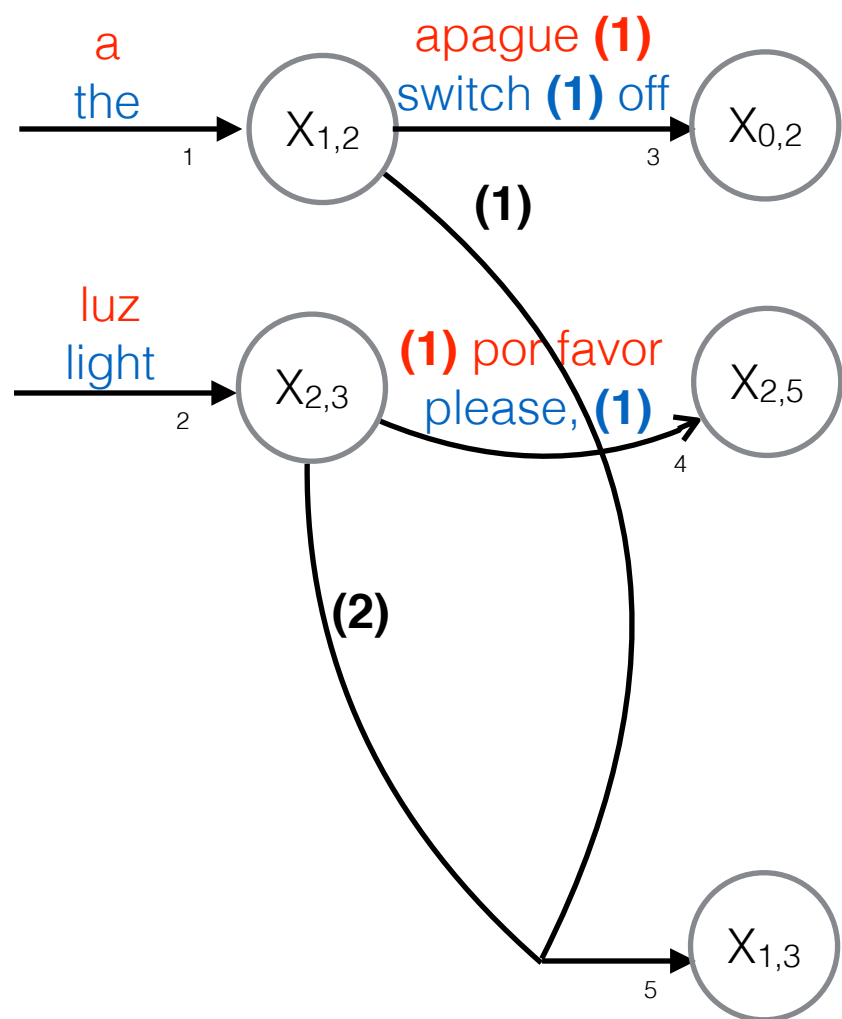 a
the
1
X1,2
apague (1)
switch (1) off
3
X0,2
(1)
luz
light
2
X2,3
(1) por favor
please, (1)
4
X2,5
(2)
5
X1,3